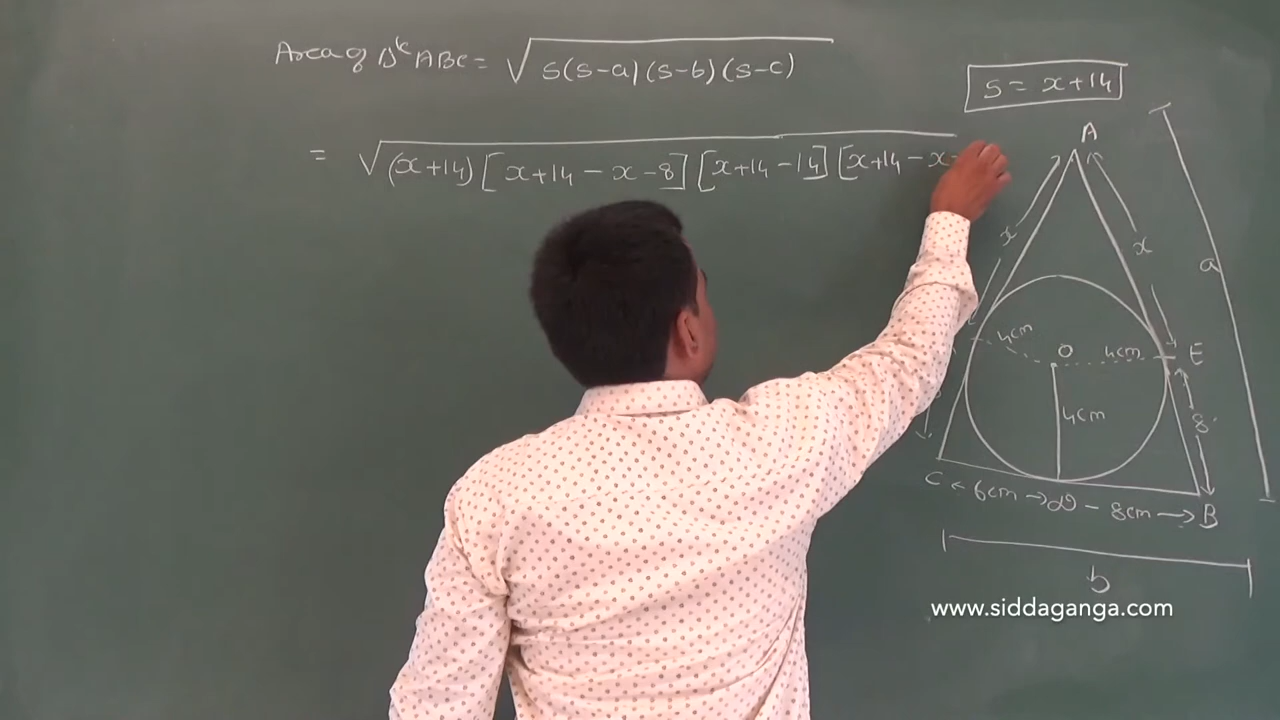 Area of Δle ABC = √s(s-a)(s-b)(s-c)
= √(x+14)[x+14-x-8][x+14-14][x+14-x-
s = x+14
A
x
x
a
4cm
O
4cm
E
4cm
8
C ← 6cm → D - 8cm → B
b
www.siddaganga.com